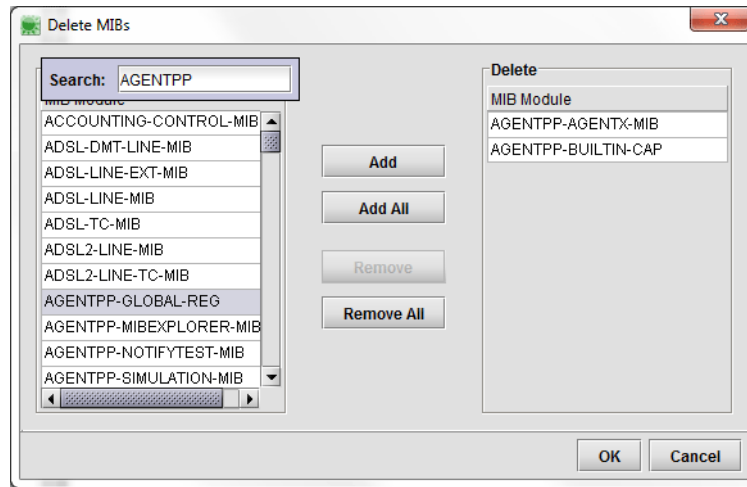 Delete MIBs
Search: AGENTPP
MIB Module
ACCOUNTING-CONTROL-MIB
ADSL-DMT-LINE-MIB
ADSL-LINE-EXT-MIB
ADSL-LINE-MIB
ADSL-TC-MIB
ADSL2-LINE-MIB
ADSL2-LINE-TC-MIB
AGENTPP-GLOBAL-REG
AGENTPP-MIBEXPLORER-MIB
AGENTPP-NOTIFYTEST-MIB
AGENTPP-SIMULATION-MIB
Add
Add All
Remove
Remove All
Delete
MIB Module
AGENTPP-AGENTX-MIB
AGENTPP-BUILTIN-CAP
OK
Cancel